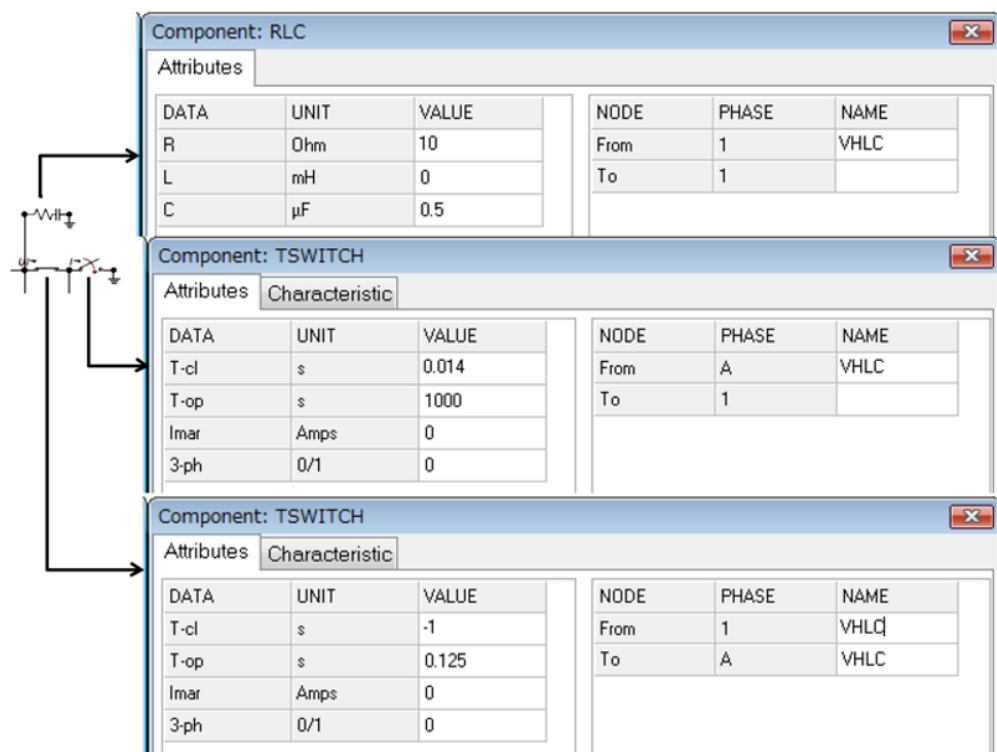 Component: RLC
Attributes
DATA UNIT VALUE NODE PHASE NAME
R Ohm 10 From 1 VHLC
L mH 0 To 1
C µF 0.5
Component: TSWITCH
Attributes Characteristic
DATA UNIT VALUE NODE PHASE NAME
T-cl s 0.014 From A VHLC
T-op s 1000 To 1
Imar Amps 0
3-ph 0/1 0
Component: TSWITCH
Attributes Characteristic
DATA UNIT VALUE NODE PHASE NAME
T-cl s -1 From 1 VHLC
T-op s 0.125 To A VHLC
Imar Amps 0
3-ph 0/1 0